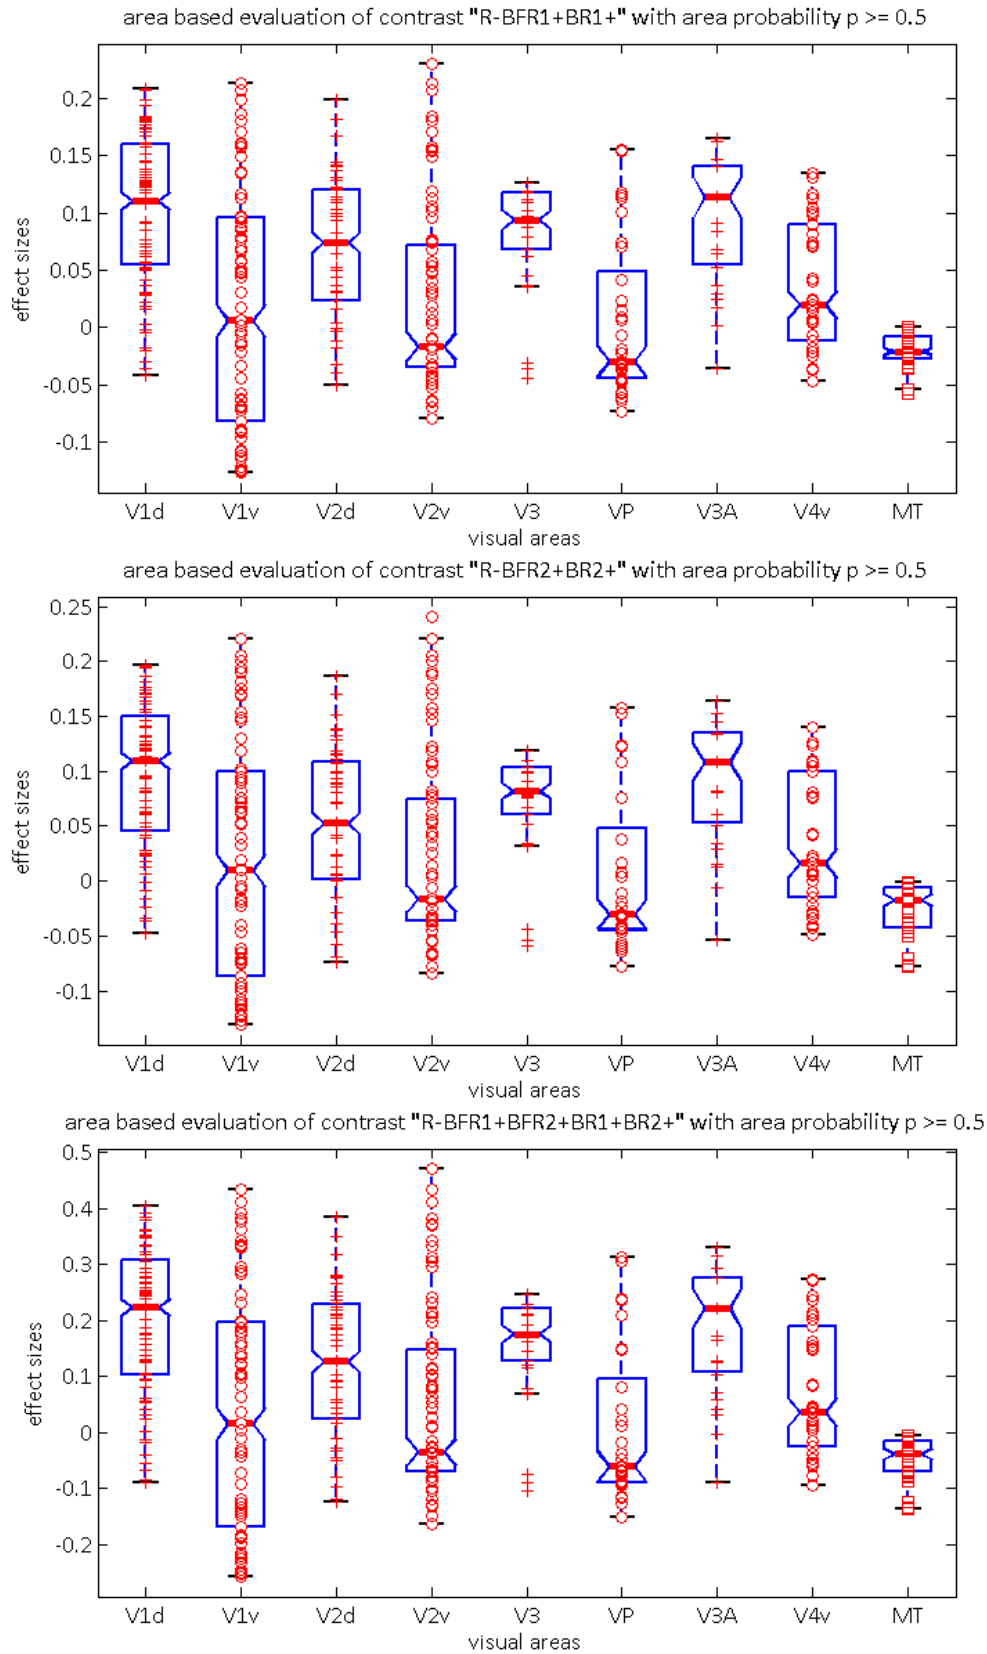 area based evaluation of contrast "R-BFR1+BR1+" with area probability p >= 0.5
effect sizes
0.2
0.15
0.1
0.05
0
-0.05
-0.1
V1d V1v V2d V2v V3 VP V3A V4v MT
visual areas
area based evaluation of contrast "R-BFR2+BR2+" with area probability p >= 0.5
effect sizes
0.25
0.2
0.15
0.1
0.05
0
-0.05
-0.1
V1d V1v V2d V2v V3 VP V3A V4v MT
visual areas
area based evaluation of contrast "R-BFR1+BFR2+BR1+BR2+" with area probability p >= 0.5
effect sizes
0.5
0.4
0.3
0.2
0.1
0
-0.1
-0.2
V1d V1v V2d V2v V3 VP V3A V4v MT
visual areas